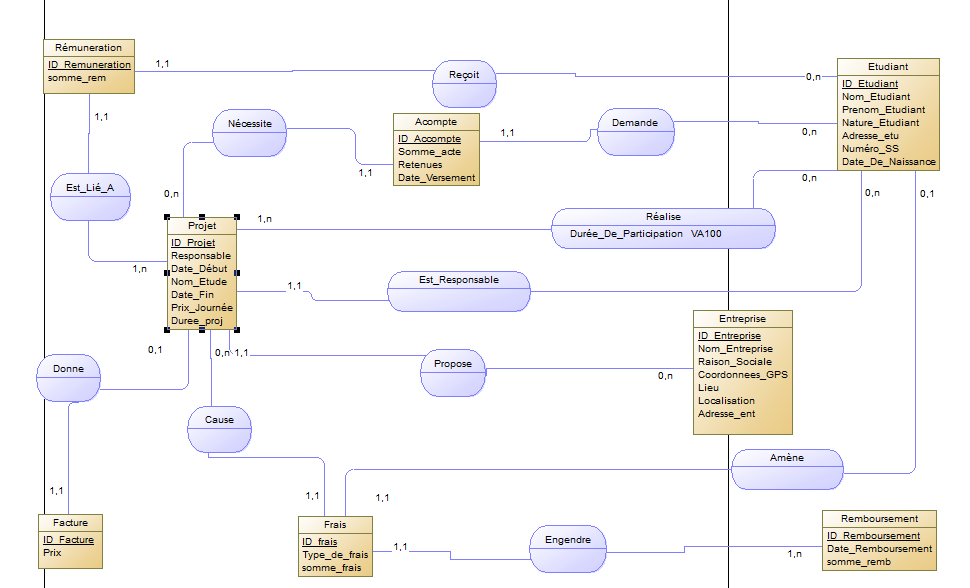 Rémuneration
ID_Remuneration
somme_rem
1,1
1,1
Reçoit
0,n
Etudiant
ID_Etudiant
Nom_Etudiant
Prenom_Etudiant
Nature_Etudiant
Adresse_etu
Numéro_SS
Date_De_Naissance
Nécessite
0,n
1,1
Acompte
ID_Accompte
Somme_acte
Retenues
Date_Versement
1,1
Demande
0,n
Est_Lié_A
1,n
Projet
ID_Projet
Responsable
Date_Début
Nom_Etude
Date_Fin
Prix_Journée
Duree_proj
1,n
Réalise
Durée_De_Participation VA100
0,n
0,n
0,1
1,1
Est_Responsable
Entreprise
ID_Entreprise
Nom_Entreprise
Raison_Sociale
Coordonnees_GPS
Lieu
Localisation
Adresse_ent
0,1
0,n
1,1
Propose
0,n
Donne
Cause
1,1
1,1
1,1
Amène
Facture
ID_Facture
Prix
Frais
ID_frais
Type_de_frais
somme_frais
1,1
Engendre
1,n
Remboursement
ID_Remboursement
Date_Remboursement
somme_remb